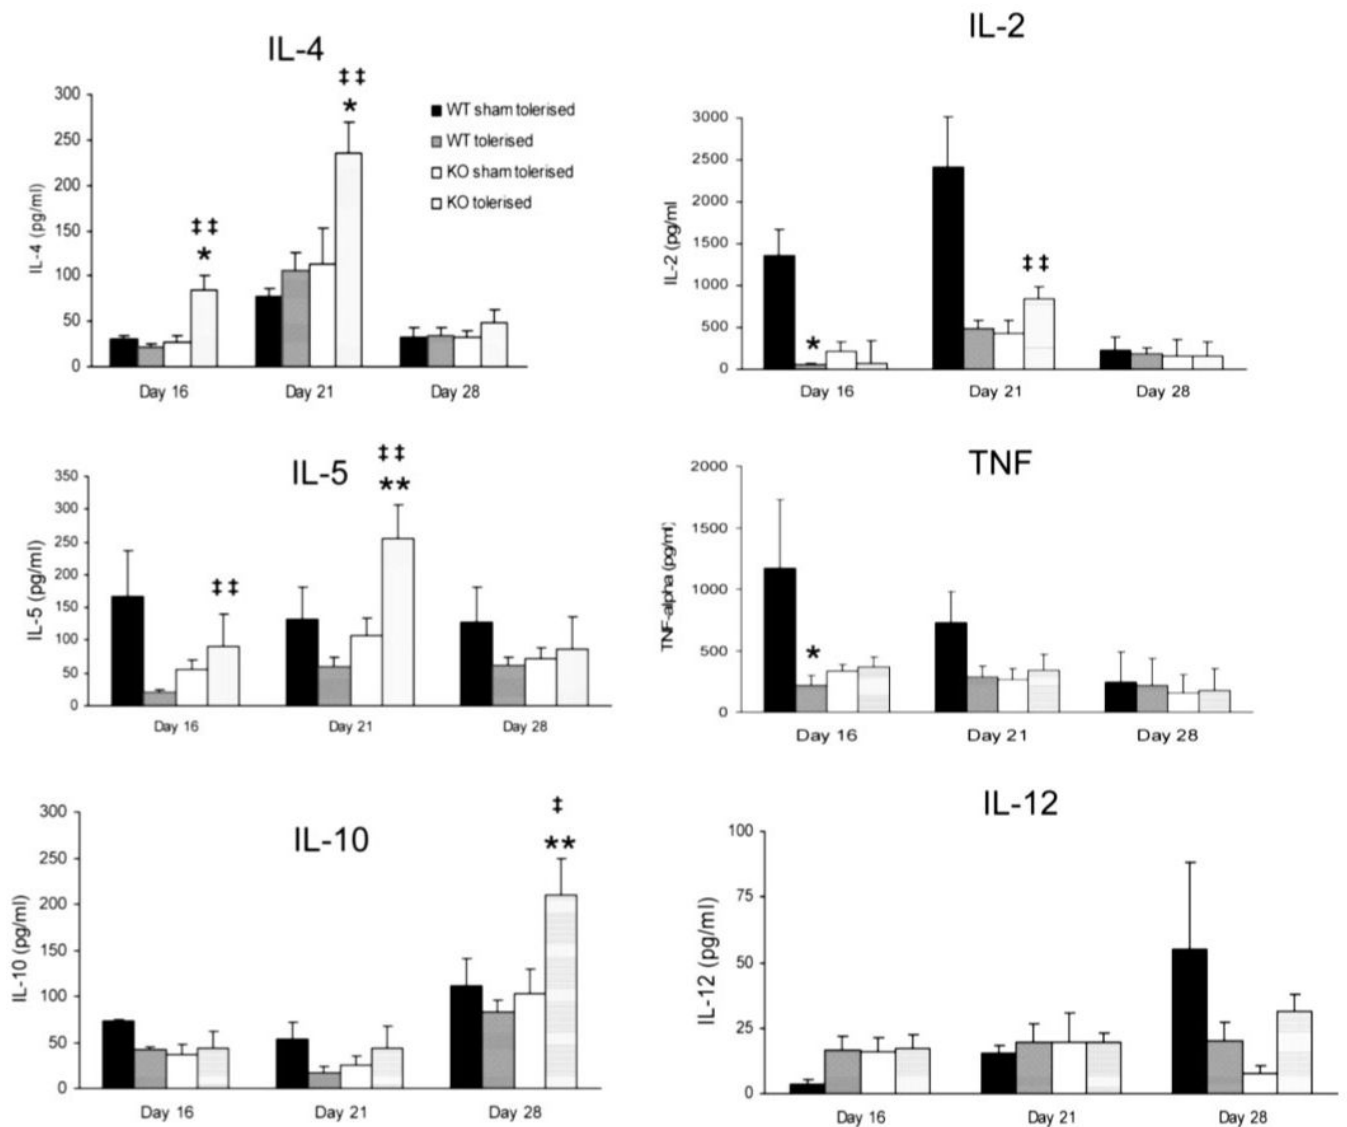 IL-4
‡‡
*
‡‡
*
300
250
200
150
100
50
0
IL-4 (pg/ml)
WT sham tolerised
WT tolerised
KO sham tolerised
KO tolerised
Day 16 Day 21 Day 28
IL-2
3000
2500
2000
1500
1000
500
0
IL-2 (pg/ml
*
‡‡
Day 16 Day 21 Day 28
IL-5
‡‡
**
‡‡
350
300
250
200
150
100
50
0
IL-5 (pg/ml)
Day 16 Day 21 Day 28
TNF
2000
1500
1000
500
0
TNF-alpha (pg/ml)
*
Day 16 Day 21 Day 28
IL-10
‡
**
300
250
200
150
100
50
0
IL-10 (pg/ml)
Day 16 Day 21 Day 28
IL-12
100
75
50
25
0
IL-12 (pg/ml)
Day 16 Day 21 Day 28